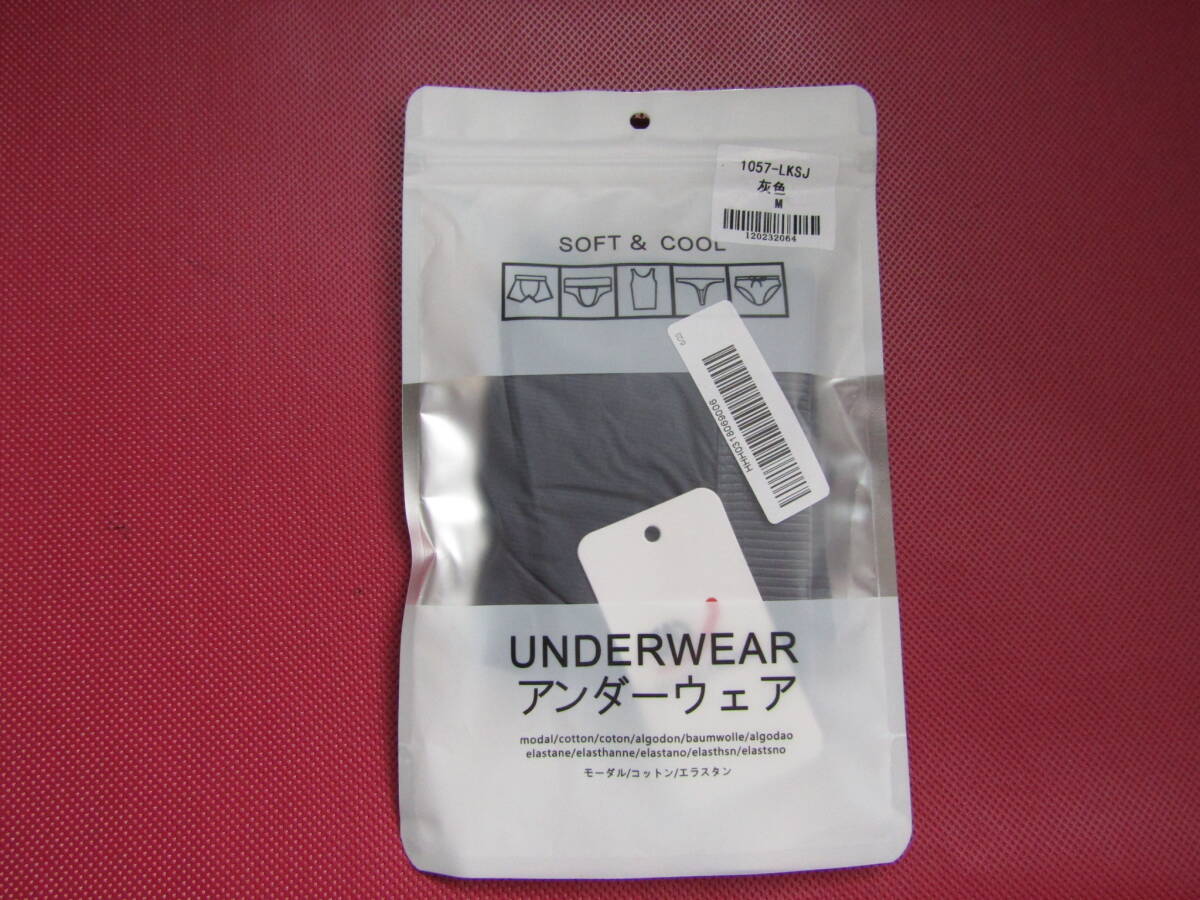 1057-LKSJ
灰色
M
120232064
SOFT & COOL
HHH0318069006
UNDERWEAR
アンダーウェア
modal/cotton/coton/algodon/baumwolle/algodao
elastane/elasthanne/elastano/elasthsn/elastsno
モーダル/コットン/エラスタン